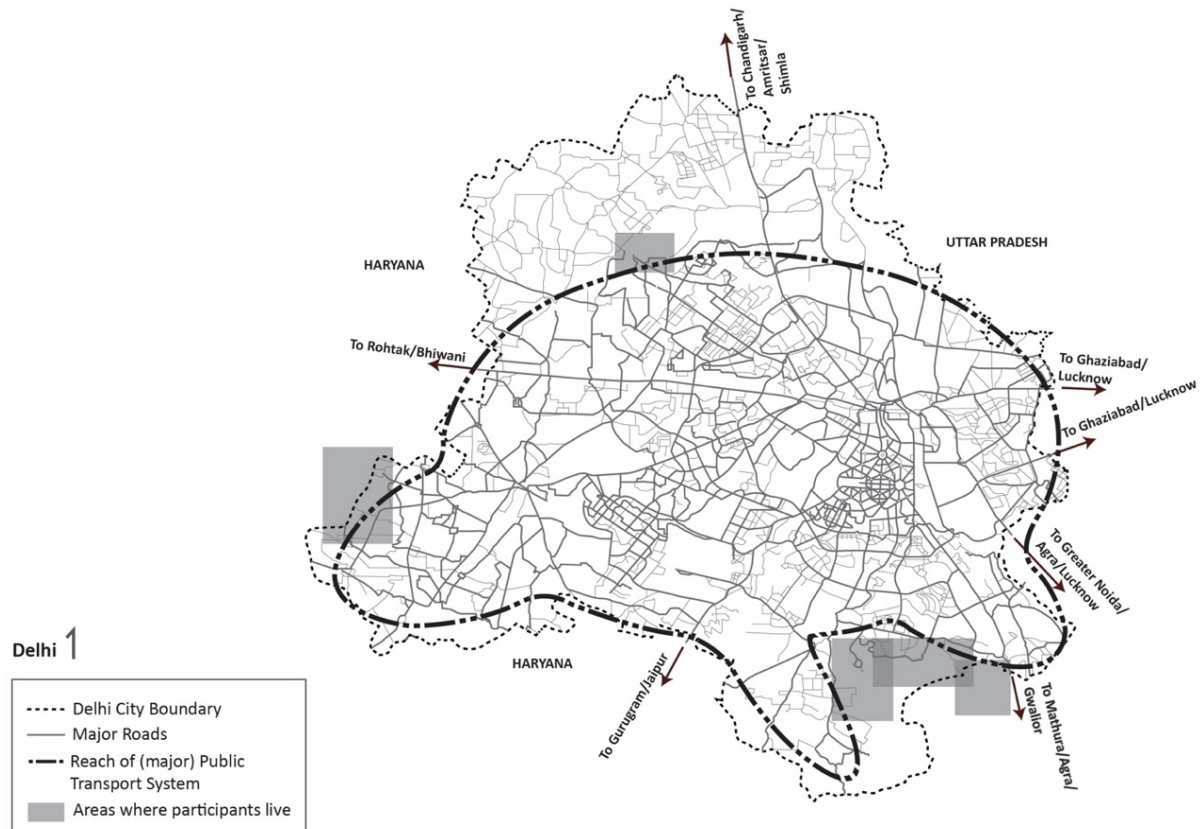 To Chandigarh/
Amritsar/
Shimla
UTTAR PRADESH
HARYANA
To Rohtak/Bhiwani
To Ghaziabad/
Lucknow
To Ghaziabad/Lucknow
To Greater Noida/
Agra/Lucknow
HARYANA
To Gurugram/Jaipur
To Mathura/Agra/
Gwalior
Delhi
Delhi City Boundary
Major Roads
Reach of (major) Public
Transport System
Areas where participants live